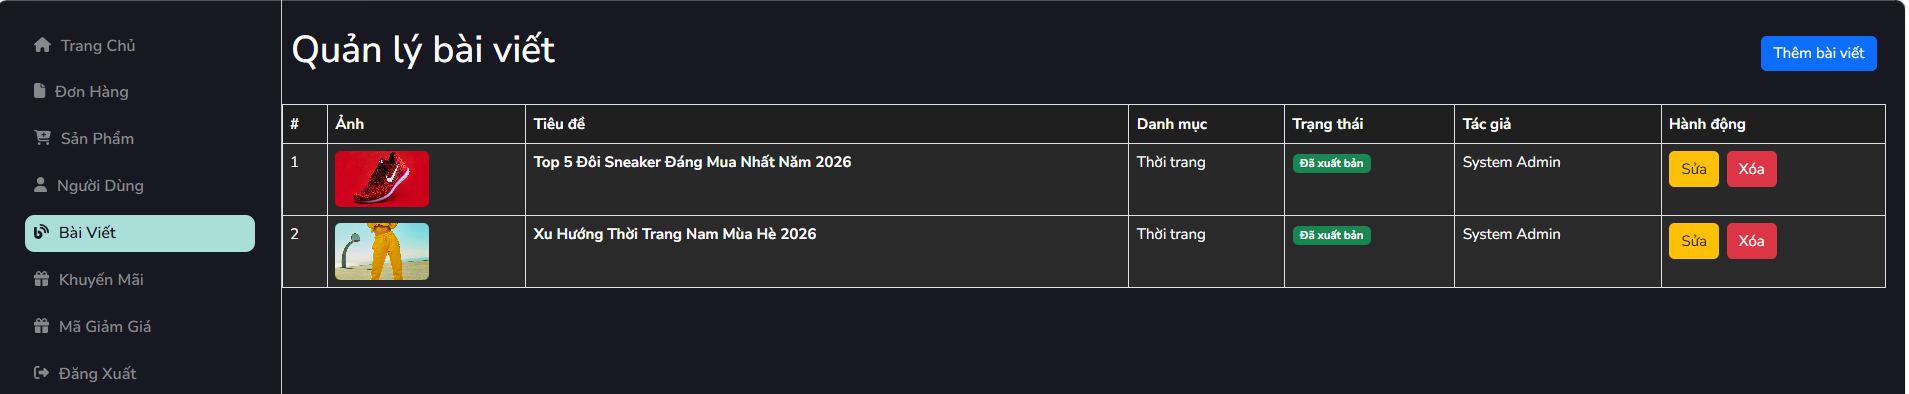 Trang Chủ
Đơn Hàng
Sản Phẩm
Người Dùng
Bài Viết
Khuyến Mãi
Mã Giảm Giá
Đăng Xuất
Quản lý bài viết
Thêm bài viết
# Ảnh Tiêu đề Danh mục Trạng thái Tác giả Hành động
1 Top 5 Đôi Sneaker Đáng Mua Nhất Năm 2026 Thời trang Đã xuất bản System Admin Sửa Xóa
2 Xu Hướng Thời Trang Nam Mùa Hè 2026 Thời trang Đã xuất bản System Admin Sửa Xóa